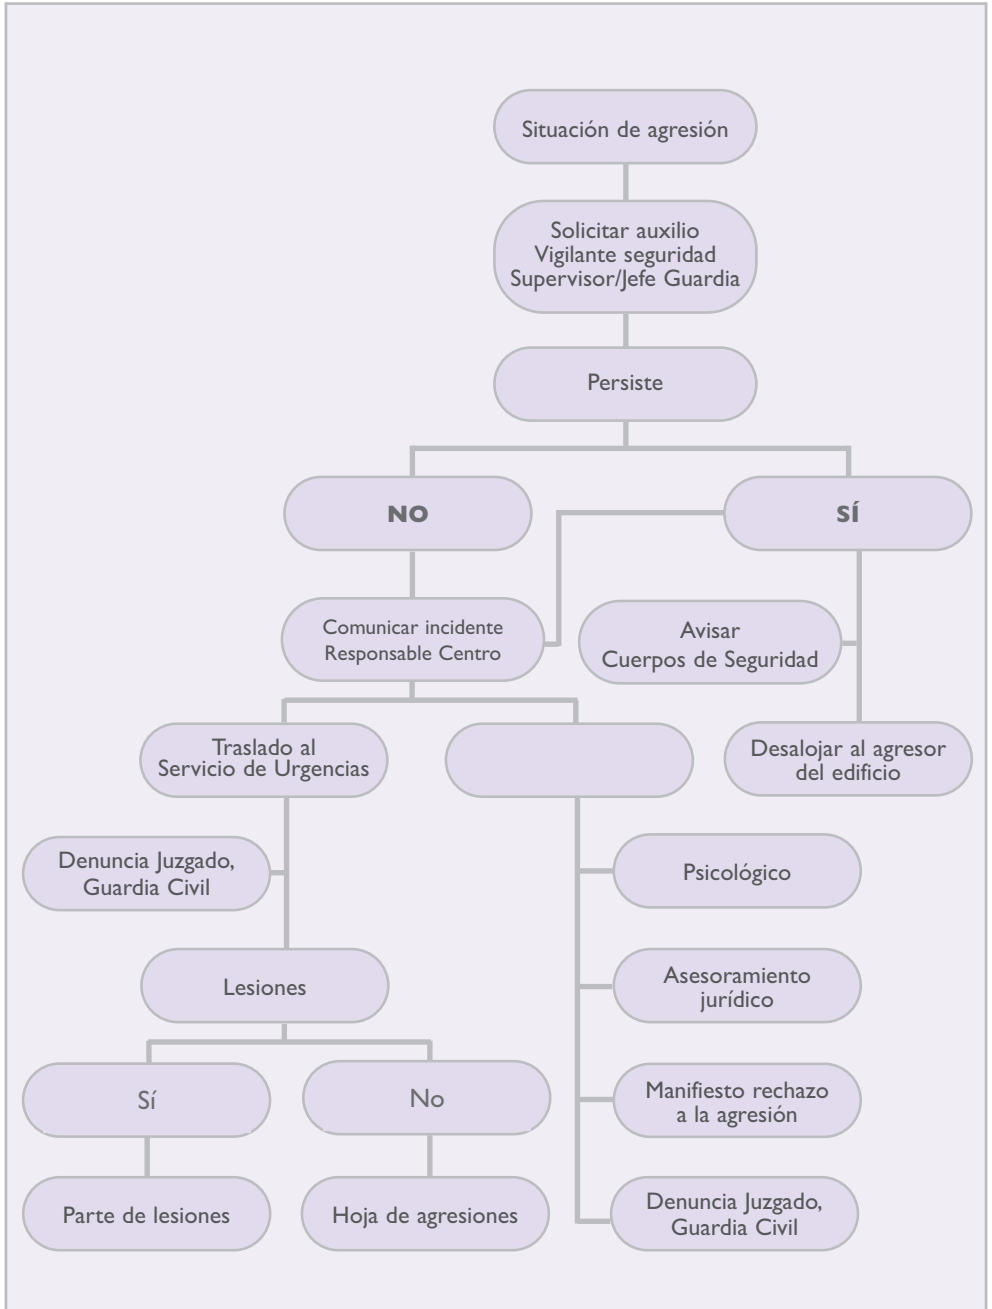 Situación de agresión
Solicitar auxilio
Vigilante seguridad
Supervisor/Jefe Guardia
Persiste
NO
SÍ
Comunicar incidente
Responsable Centro
Avisar
Cuerpos de Seguridad
Traslado al
Servicio de Urgencias
Desalojar al agresor
del edificio
Denuncia Juzgado,
Guardia Civil
Psicológico
Lesiones
Asesoramiento
jurídico
Sí
No
Manifiesto rechazo
a la agresión
Parte de lesiones
Hoja de agresiones
Denuncia Juzgado,
Guardia Civil